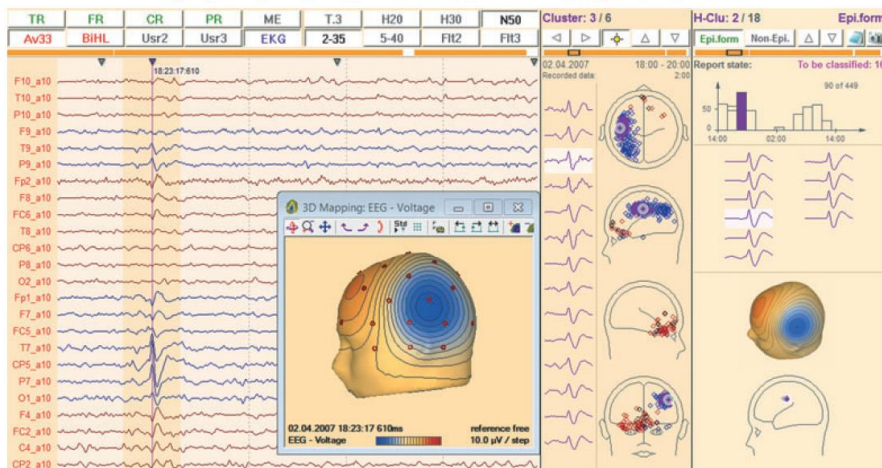 TR FR CR PR ME T.3 H20 H30 N50
Av33 BiHL Usr2 Usr3 EKG 2-35 5-40 Flt2 Flt3
Cluster: 3 / 6
H-Clu: 2 / 18 Epi.form
Epi.form Non-Epi.
02.04.2007 18:00 - 20:00
Recorded data: 2:00
Report state: To be classified: 16
90 of 449
50
0
14:00 02:00 14:00
18:23:17:610
F10_a10
T10_a10
P10_a10
F9_a10
T9_a10
P9_a10
Fp2_a10
F8_a10
FC6_a10
T8_a10
CP6_a10
P8_a10
O2_a10
Fp1_a10
F7_a10
FC5_a10
T7_a10
CP5_a10
P7_a10
O1_a10
F4_a10
FC2_a10
C4_a10
CP2_a10
3D Mapping: EEG - Voltage
Std
02.04.2007 18:23:17 610ms reference free
EEG - Voltage 10.0 µV / step